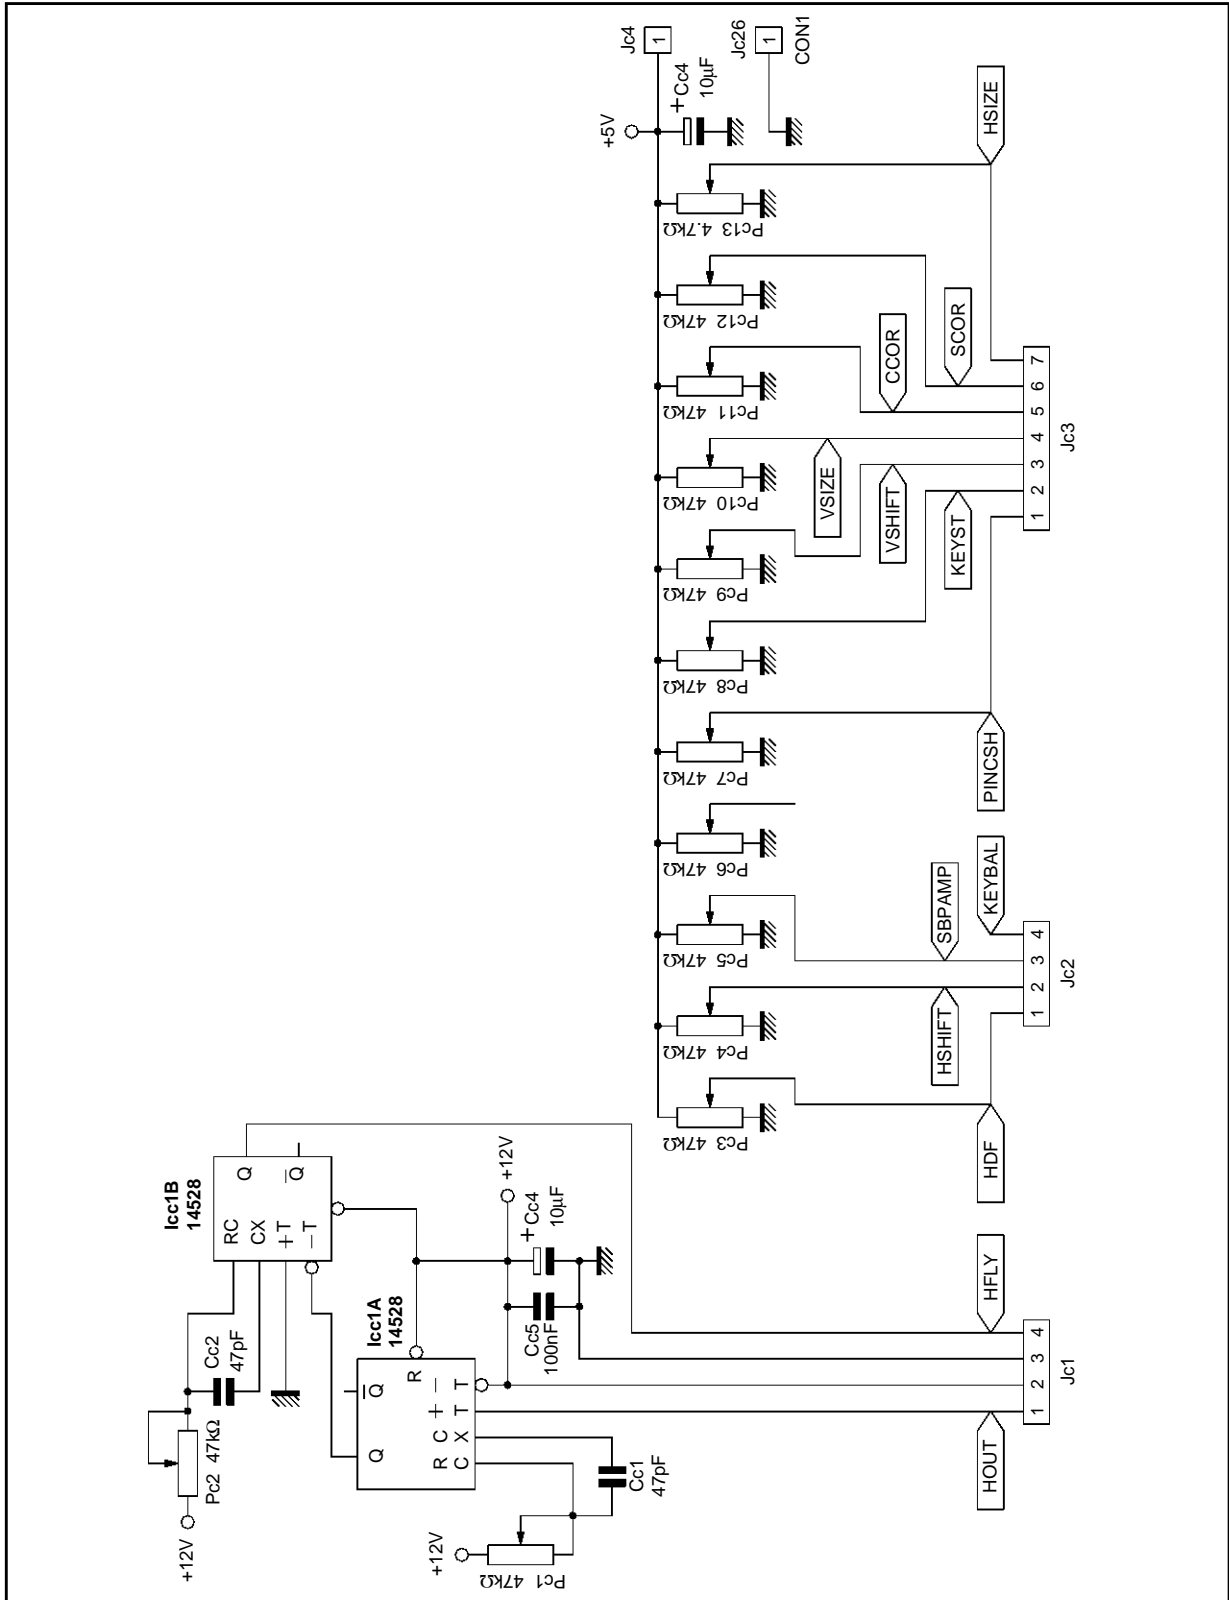 Jc4
1
Jc26
1
CON1
+5V
+Cc4
10µF
HSIZE
Pc13 4.7kΩ
Pc12 47kΩ
Pc11 47kΩ
Pc10 47kΩ
Pc9 47kΩ
Pc8 47kΩ
Pc7 47kΩ
Pc6 47kΩ
Pc5 47kΩ
Pc4 47kΩ
Pc3 47kΩ
SCOR
CCOR
VSIZE
VSHIFT
KEYST
PINCSH
1 2 3 4 5 6 7
Jc3
KEYBAL
SBPAMP
HSHIFT
HDF
1 2 3 4
Jc2
Icc1B
14528
RC
CX
+T
−T
Q
Q̅
Pc2 47kΩ
+12V
Cc2
47pF
Icc1A
14528
R
Q̅
Q
− T
+ T
C X
R C
+12V
+Cc4
10µF
Cc5
100nF
Pc1 47kΩ
+12V
Cc1
47pF
HFLY
HOUT
1 2 3 4
Jc1